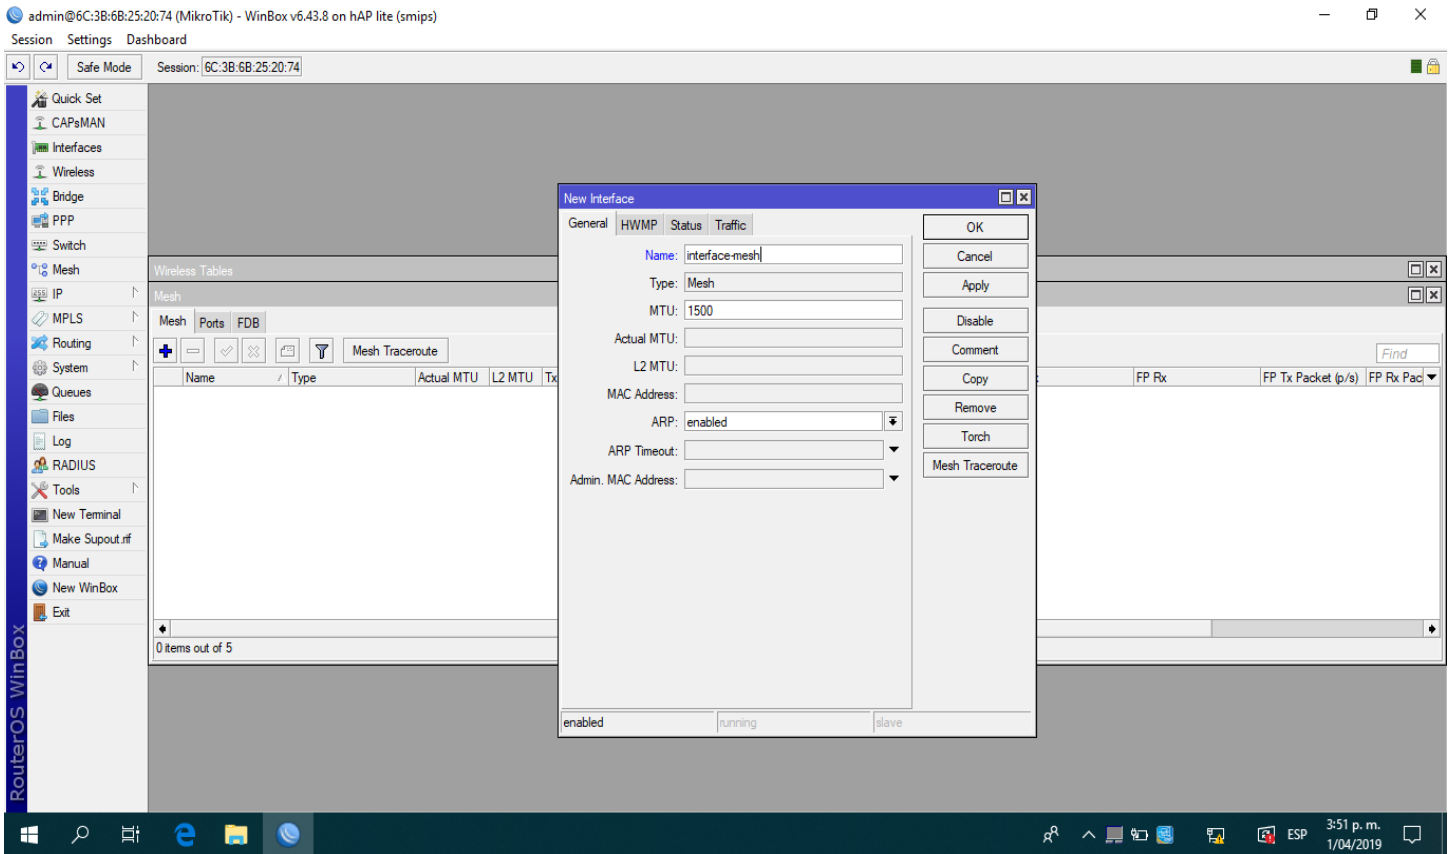 admin@6C:3B:6B:25:20:74 (MikroTik) - WinBox v6.43.8 on hAP lite (smips)
Session Settings Dashboard
Safe Mode Session: 6C:3B:6B:25:20:74
Quick Set
CAPsMAN
Interfaces
Wireless
Bridge
PPP
Switch
Mesh
IP
MPLS
Routing
System
Queues
Files
Log
RADIUS
Tools
New Terminal
Make Supout.rif
Manual
New WinBox
Exit
RouterOS WinBox
Wireless Tables
Mesh
Mesh Ports FDB
Mesh Traceroute
Find
Name Type Actual MTU L2 MTU Tx FP Rx FP Tx Packet (p/s) FP Rx Pac
0 items out of 5
New Interface
General HWMP Status Traffic
Name: interface-mesh
Type: Mesh
MTU: 1500
Actual MTU:
L2 MTU:
MAC Address:
ARP: enabled
ARP Timeout:
Admin. MAC Address:
OK
Cancel
Apply
Disable
Comment
Copy
Remove
Torch
Mesh Traceroute
enabled running slave
ESP
3:51 p. m.
1/04/2019